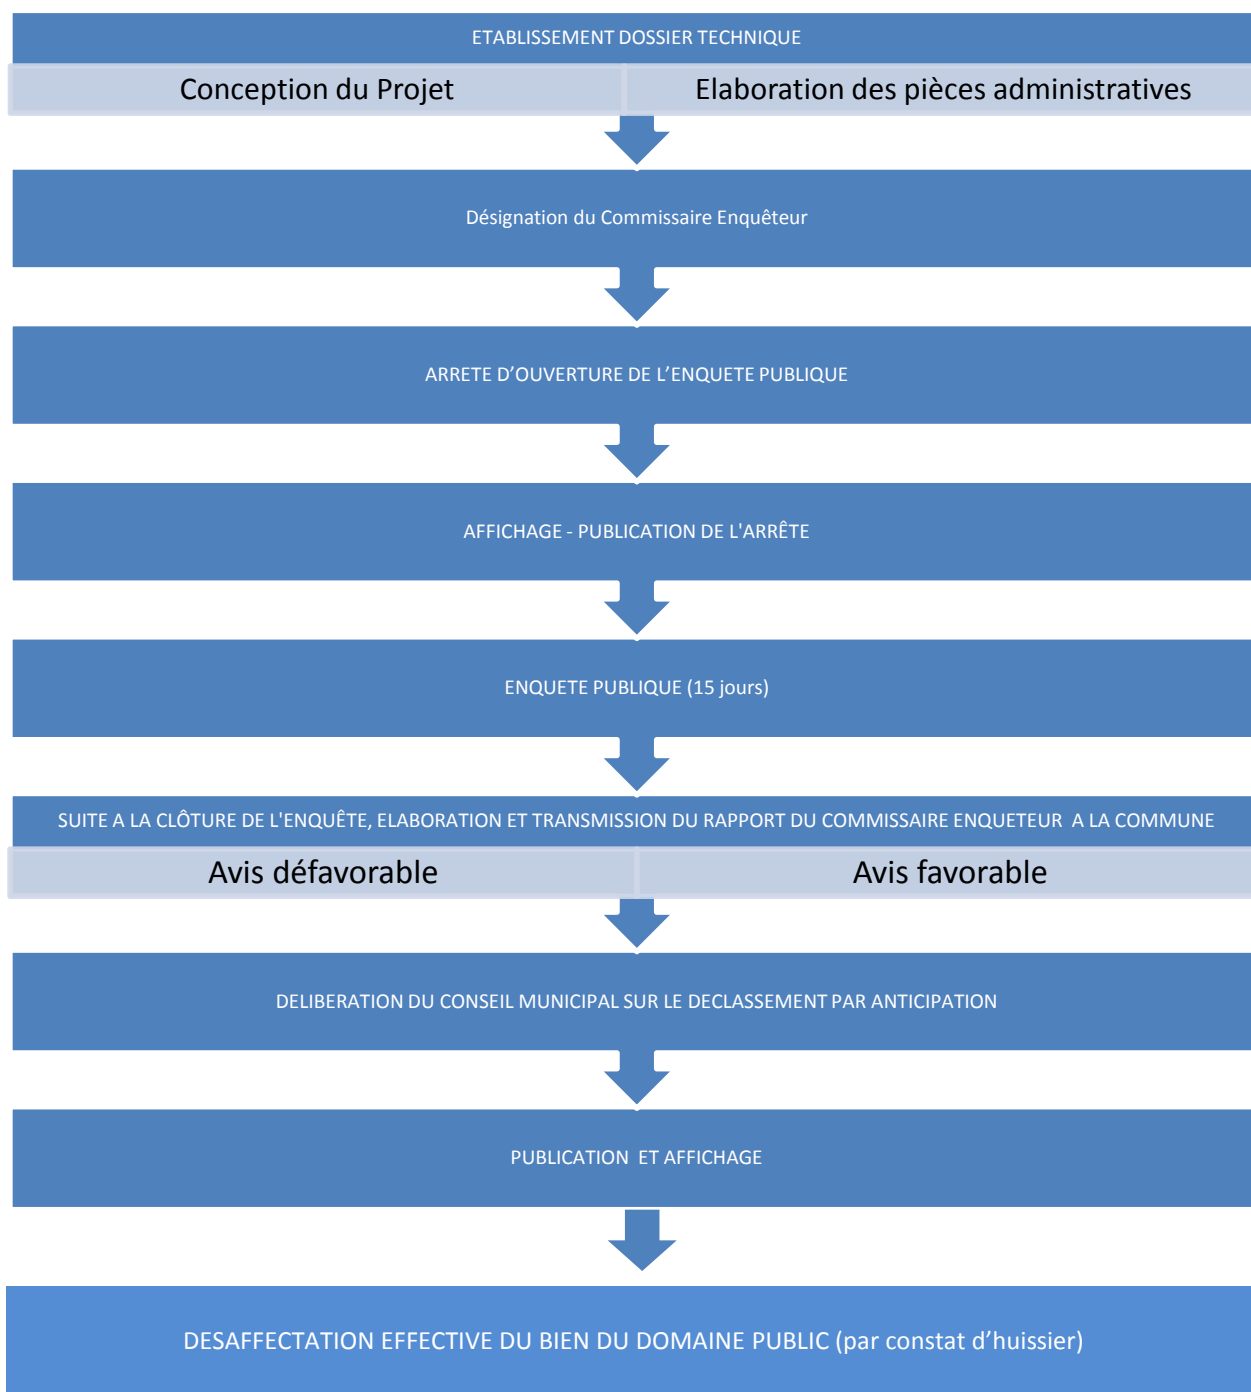 ETABLISSEMENT DOSSIER TECHNIQUE
Conception du Projet
Elaboration des pièces administratives
Désignation du Commissaire Enquêteur
ARRETE D’OUVERTURE DE L’ENQUETE PUBLIQUE
AFFICHAGE - PUBLICATION DE L'ARRÊTE
ENQUETE PUBLIQUE (15 jours)
SUITE A LA CLÔTURE DE L'ENQUÊTE, ELABORATION ET TRANSMISSION DU RAPPORT DU COMMISSAIRE ENQUETEUR A LA COMMUNE
Avis défavorable
Avis favorable
DELIBERATION DU CONSEIL MUNICIPAL SUR LE DECLASSEMENT PAR ANTICIPATION
PUBLICATION ET AFFICHAGE
DESAFFECTATION EFFECTIVE DU BIEN DU DOMAINE PUBLIC (par constat d’huissier)